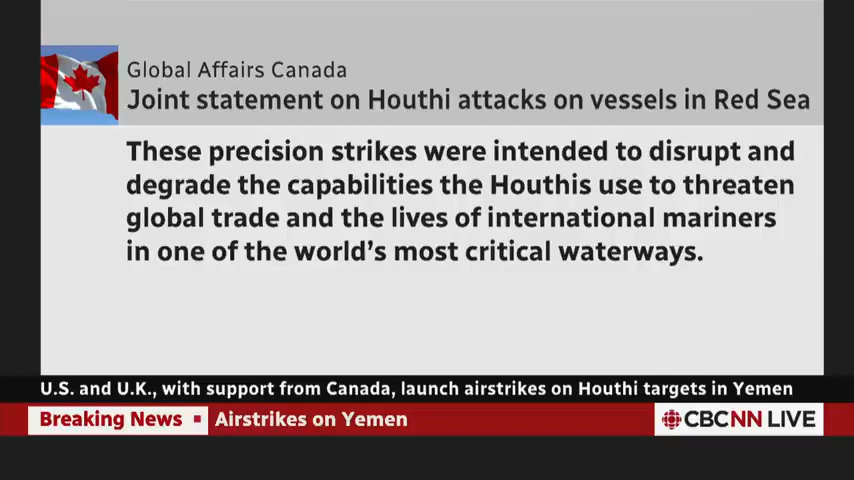 Global Affairs Canada
Joint statement on Houthi attacks on vessels in Red Sea
These precision strikes were intended to disrupt and
degrade the capabilities the Houthis use to threaten
global trade and the lives of international mariners
in one of the world's most critical waterways.
U.S. and U.K., with support from Canada, launch airstrikes on Houthi targets in Yemen
Breaking News ▪ Airstrikes on Yemen
CBCNN LIVE